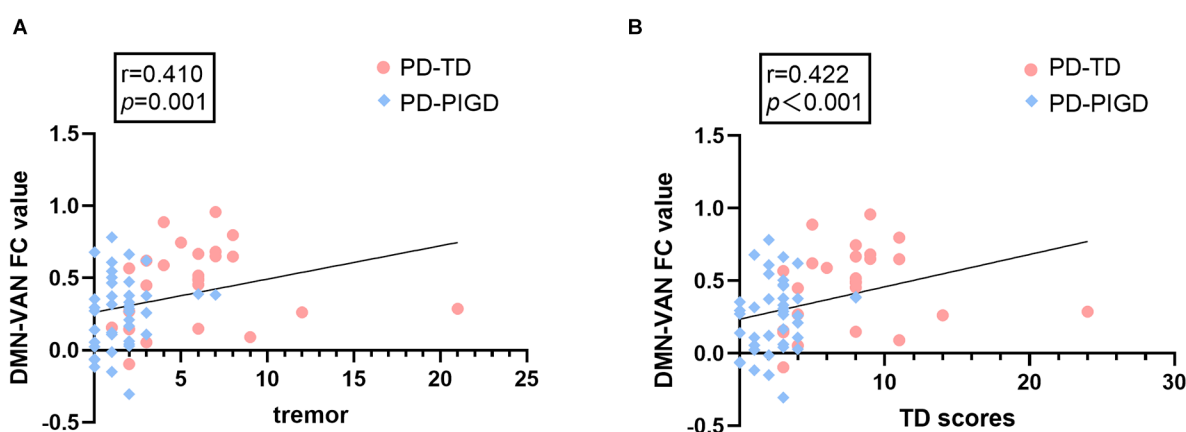 A
r=0.410
p=0.001
PD-TD
PD-PIGD
DMN-VAN FC value
1.5
1.0
0.5
0.0
-0.5
5
10
15
20
25
tremor
B
r=0.422
p<0.001
PD-TD
PD-PIGD
DMN-VAN FC value
1.5
1.0
0.5
0.0
-0.5
10
20
30
TD scores